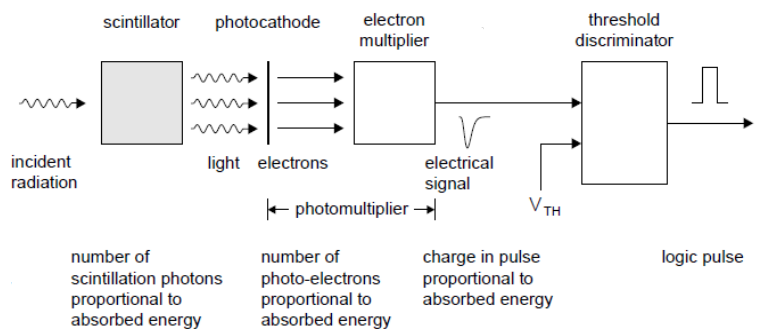 scintillator
photocathode
electron
multiplier
threshold
discriminator
incident
radiation
light
electrons
electrical
signal
photomultiplier
VTH
number of
scintillation photons
proportional to
absorbed energy
number of
photo-electrons
proportional to
absorbed energy
charge in pulse
proportional to
absorbed energy
logic pulse